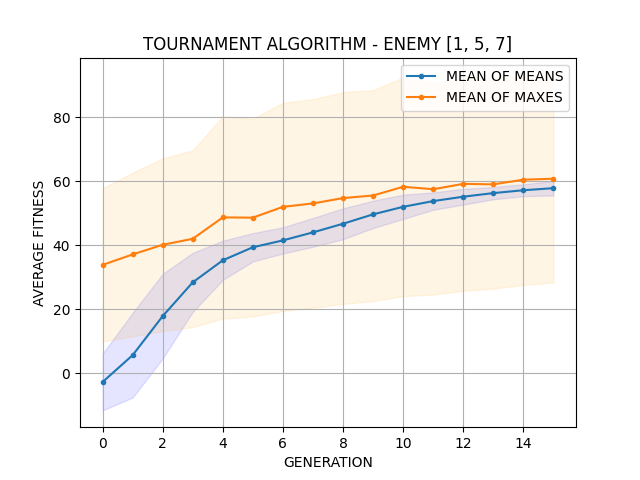 TOURNAMENT ALGORITHM - ENEMY [1, 5, 7]
MEAN OF MEANS
MEAN OF MAXES
80
60
40
20
0
AVERAGE FITNESS
0 2 4 6 8 10 12 14
GENERATION